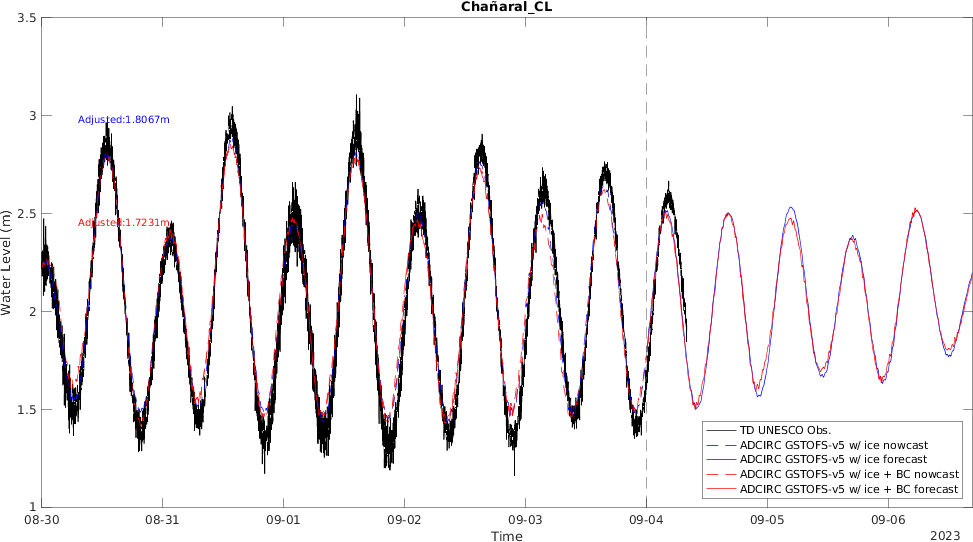 Chañaral_CL
3.5
3
2.5
2
1.5
1
Water Level (m)
Adjusted:1.8067m
Adjusted:1.7231m
TD UNESCO Obs.
ADCIRC GSTOFS-v5 w/ ice nowcast
ADCIRC GSTOFS-v5 w/ ice forecast
ADCIRC GSTOFS-v5 w/ ice + BC nowcast
ADCIRC GSTOFS-v5 w/ ice + BC forecast
08-30 08-31 09-01 09-02 09-03 09-04 09-05 09-06
Time
2023